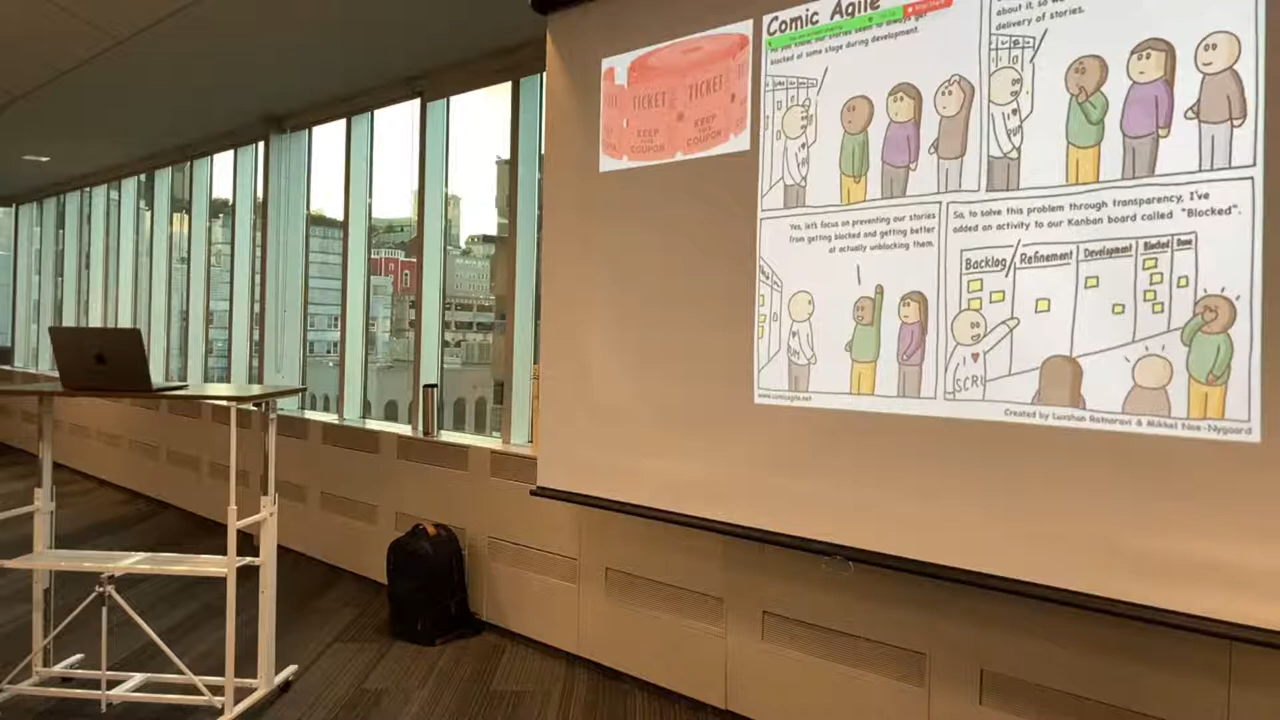 TICKET TICKET
KEEP KEEP
THIS THIS
COUPON COUPON
Comic Agile
As you know, our stories seem to always get
blocked at some stage during development.
about it, so
delivery of stories.
Yes, let's focus on preventing our stories
from getting blocked and getting better
at actually unblocking them.
So, to solve this problem through transparency, I've
added an activity to our Kanban board called "Blocked".
Backlog Refinement Development Blocked Done
SCRU
www.comicagile.net
Created by Luxshan Ratnaravi & Mikkel Noe-Nygaard